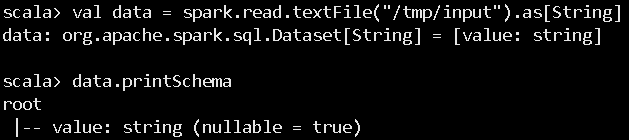 scala> val data = spark.read.textFile("/tmp/input").as[String]
data: org.apache.spark.sql.Dataset[String] = [value: string]
scala> data.printSchema
root
 |-- value: string (nullable = true)